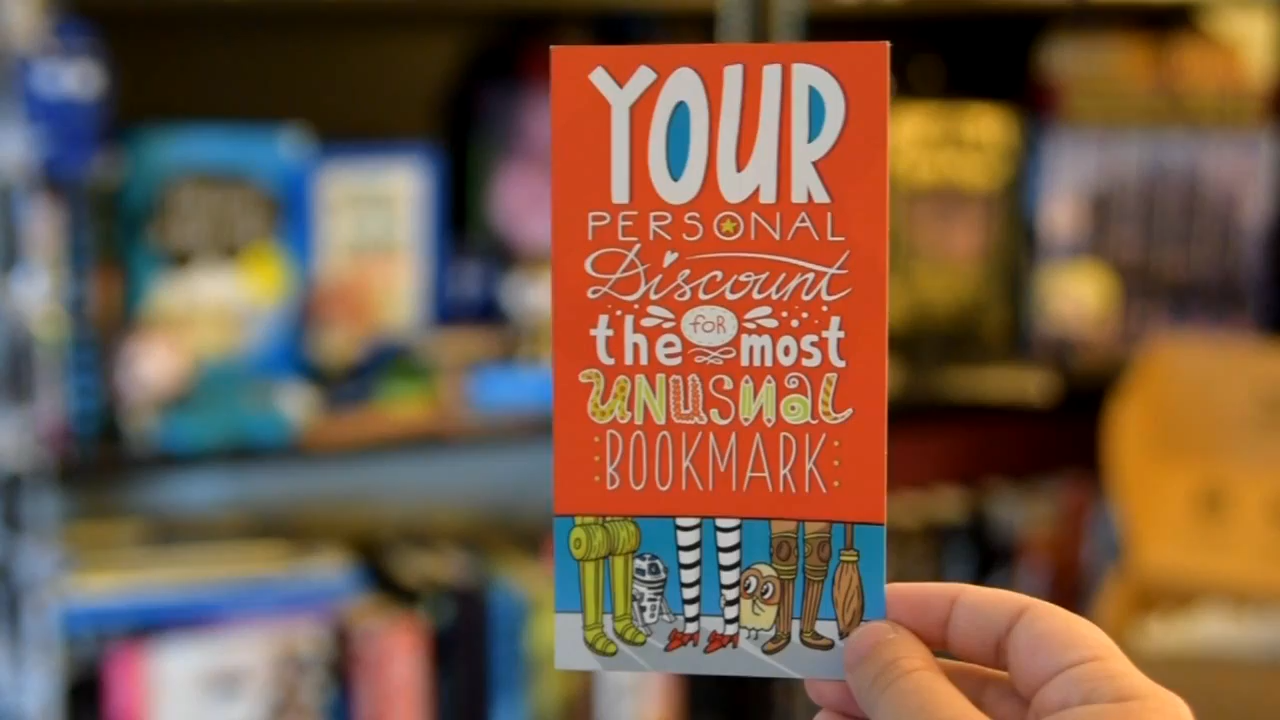 YOUR
PERSONAL
Discount
for
the most
UNUSUAL
BOOKMARK